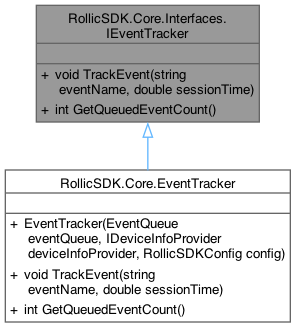 RollicSDK.Core.Interfaces.
IEventTracker
+ void TrackEvent(string
eventName, double sessionTime)
+ int GetQueuedEventCount()
RollicSDK.Core.EventTracker
+ EventTracker(EventQueue
eventQueue, IDeviceInfoProvider
deviceInfoProvider, RollicSDKConfig config)
+ void TrackEvent(string
eventName, double sessionTime)
+ int GetQueuedEventCount()